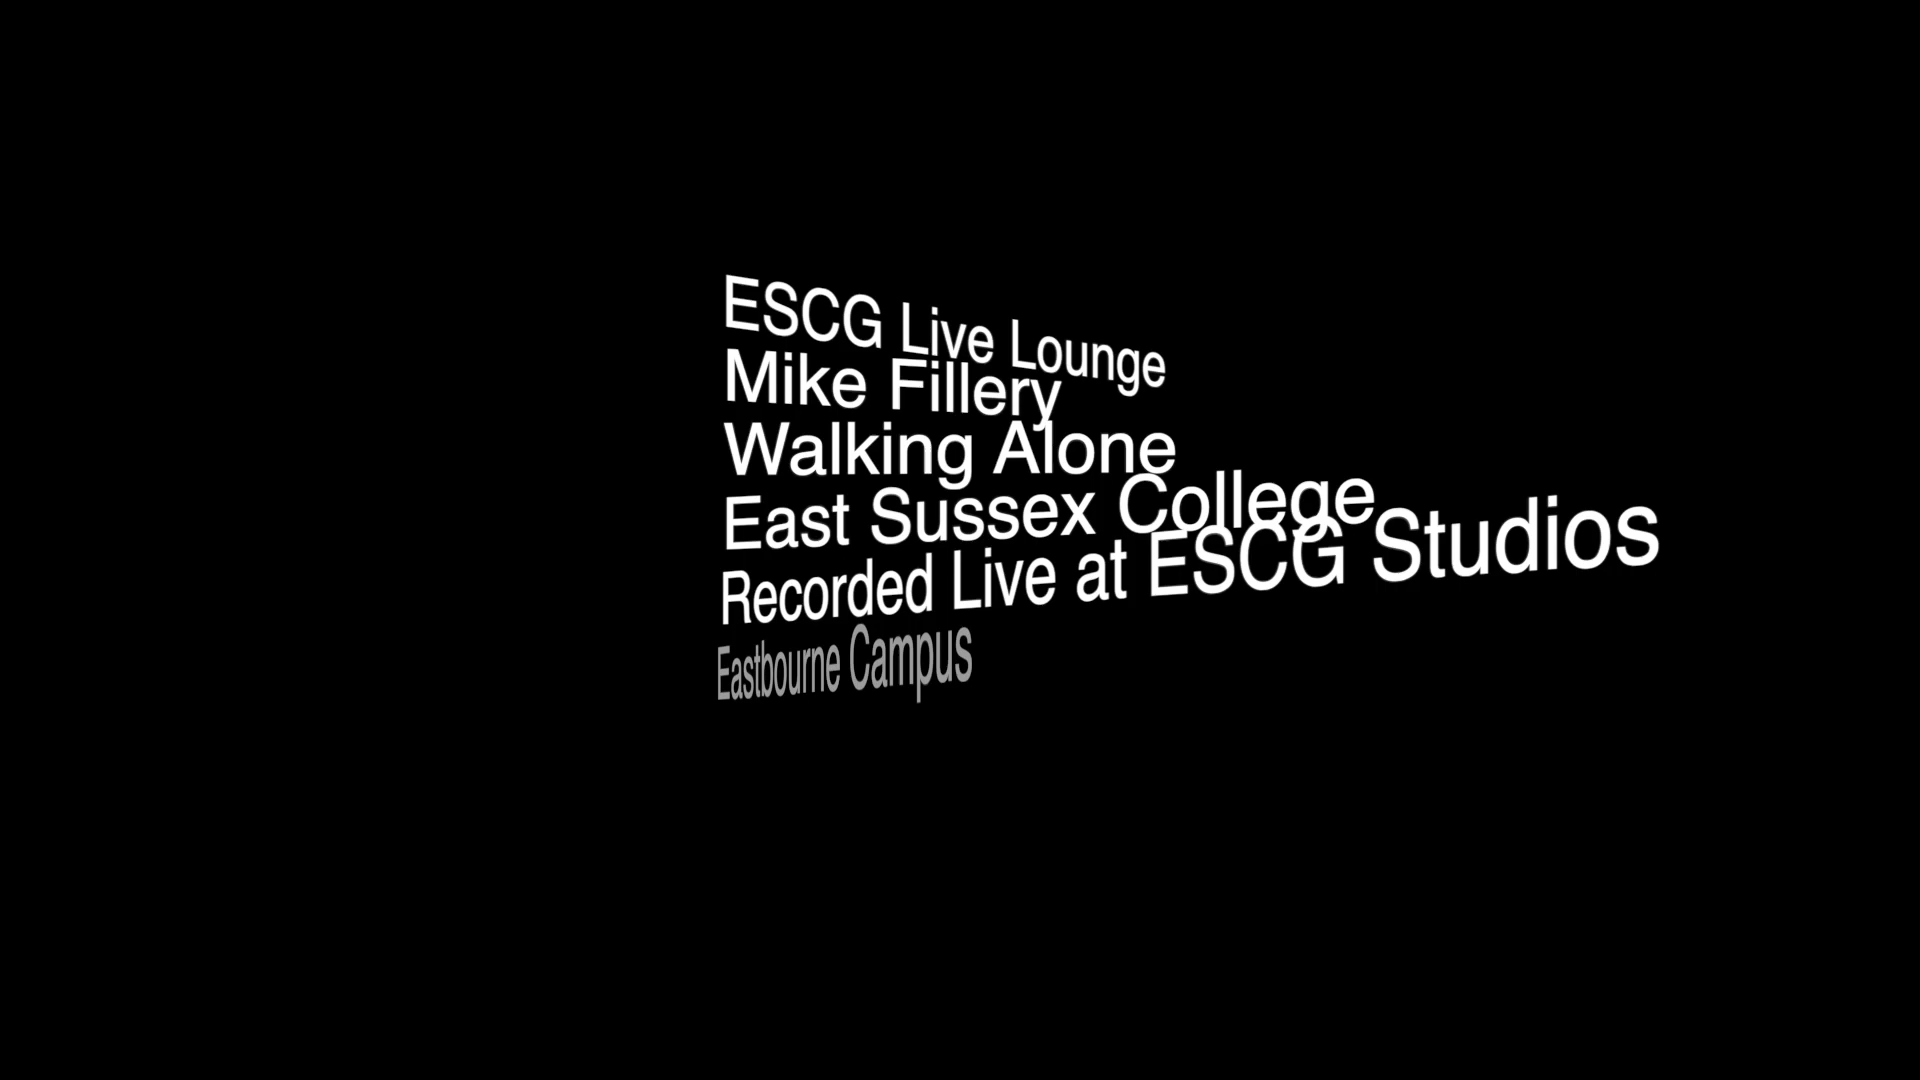 ESCG Live Lounge
Mike Fillery
Walking Alone
East Sussex College
Recorded Live at ESCG Studios
Eastbourne Campus